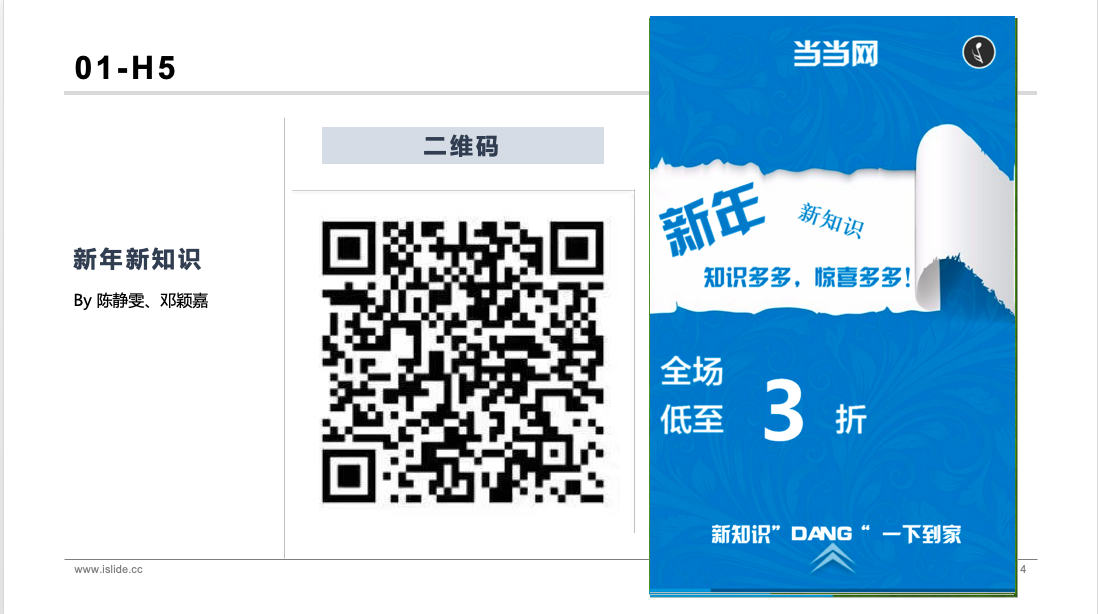 01-H5
二维码
新年新知识
By 陈静雯、邓颖嘉
当当网
新年
新知识
知识多多，惊喜多多！
全场
低至 3 折
新知识”DANG“ 一下到家
www.islide.cc
4